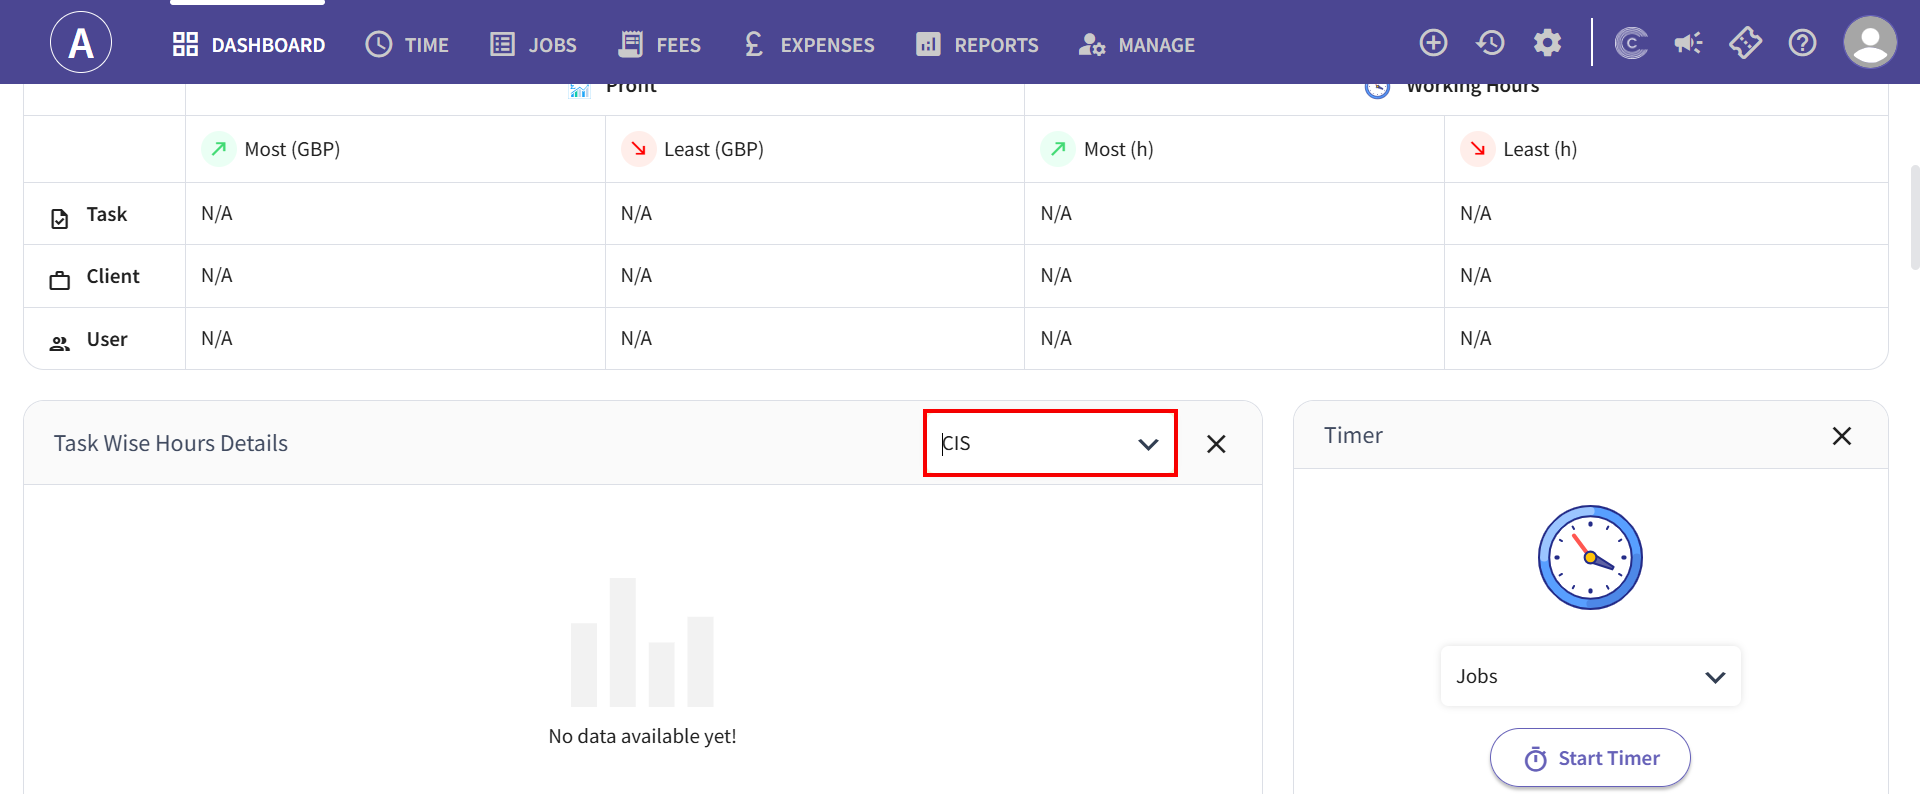 A DASHBOARD TIME JOBS FEES £ EXPENSES REPORTS MANAGE
Profit Working Hours
Most (GBP) Least (GBP) Most (h) Least (h)
Task N/A N/A N/A N/A
Client N/A N/A N/A N/A
User N/A N/A N/A N/A
Task Wise Hours Details CIS
No data available yet!
Timer
Jobs
Start Timer